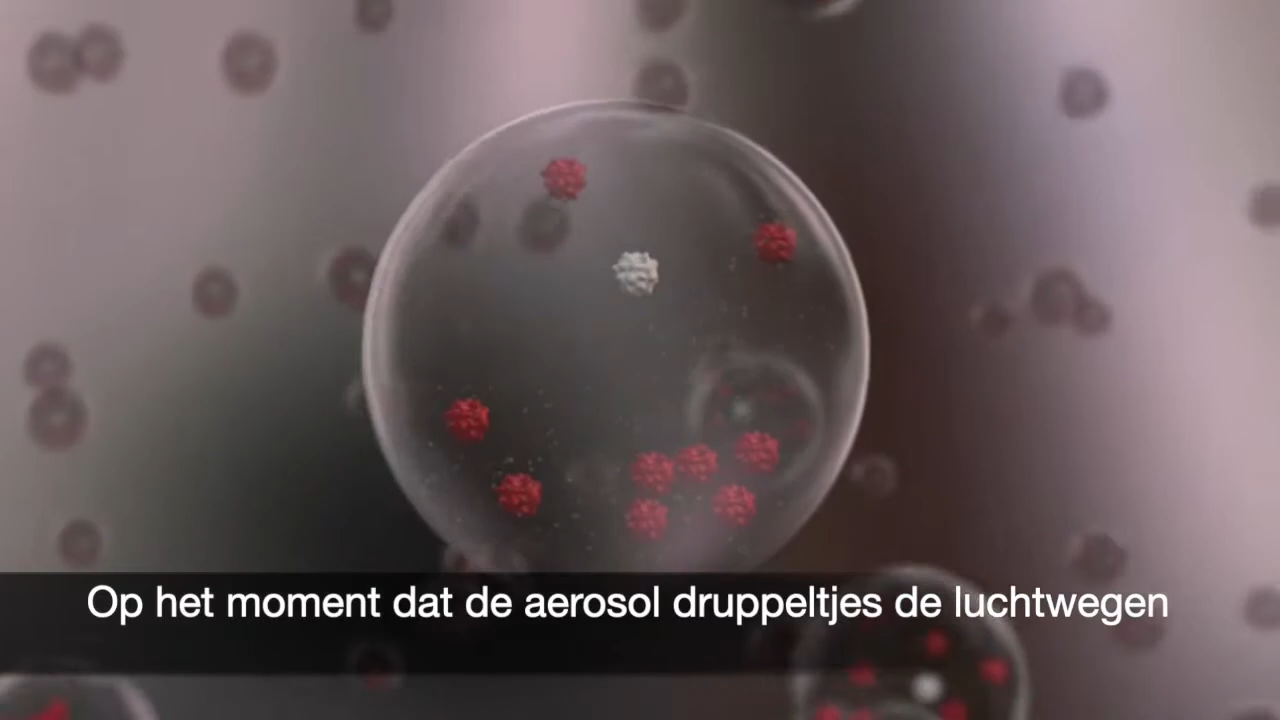 Op het moment dat de aerosol druppeltjes de luchtwegen